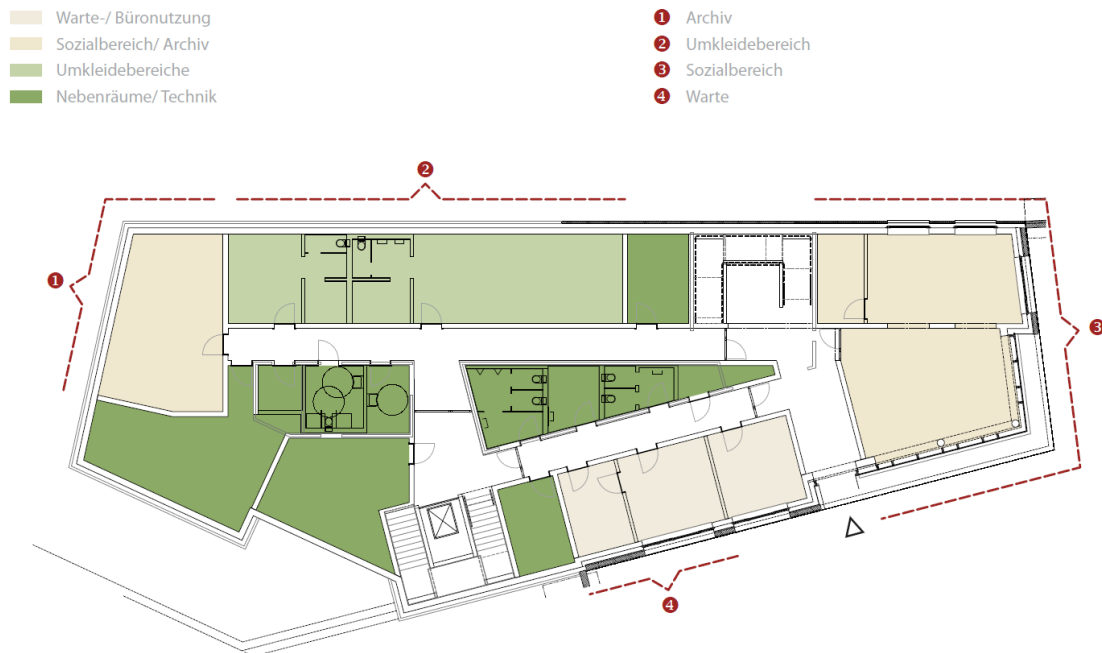 Warte-/ Büronutzung
Sozialbereich/ Archiv
Umkleidebereiche
Nebenräume/ Technik
1 Archiv
2 Umkleidebereich
3 Sozialbereich
4 Warte
2
1
3
4